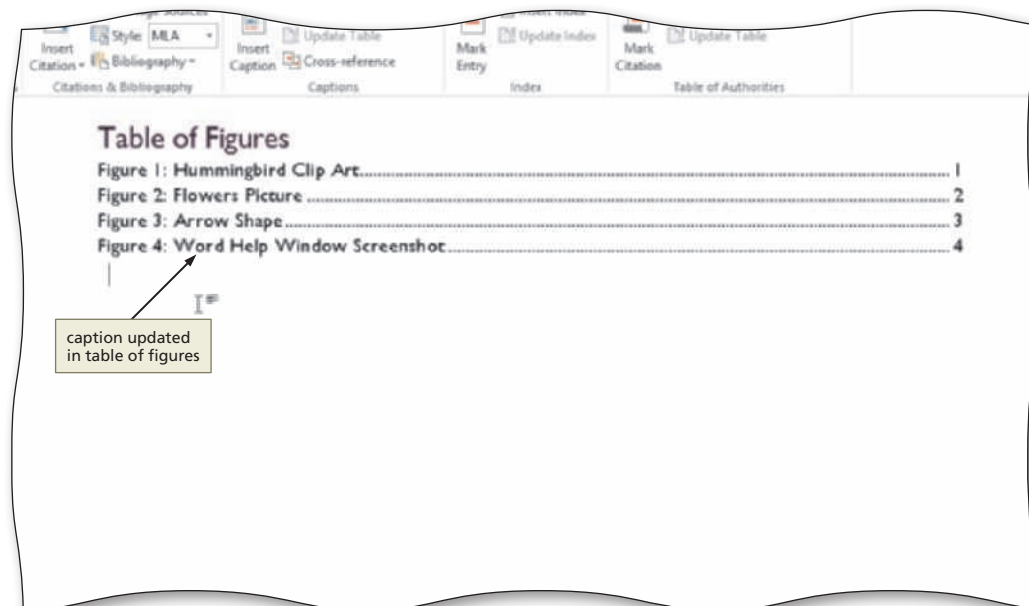 Style: MLA
Update Table
Insert Index
Update Index
Update Table
Insert
Citation
Bibliography
Insert
Caption
Cross-reference
Mark
Entry
Mark
Citation
Citations & Bibliography
Captions
Index
Table of Authorities
Table of Figures
Figure 1: Hummingbird Clip Art 1
Figure 2: Flowers Picture 2
Figure 3: Arrow Shape 3
Figure 4: Word Help Window Screenshot 4
caption updated
in table of figures